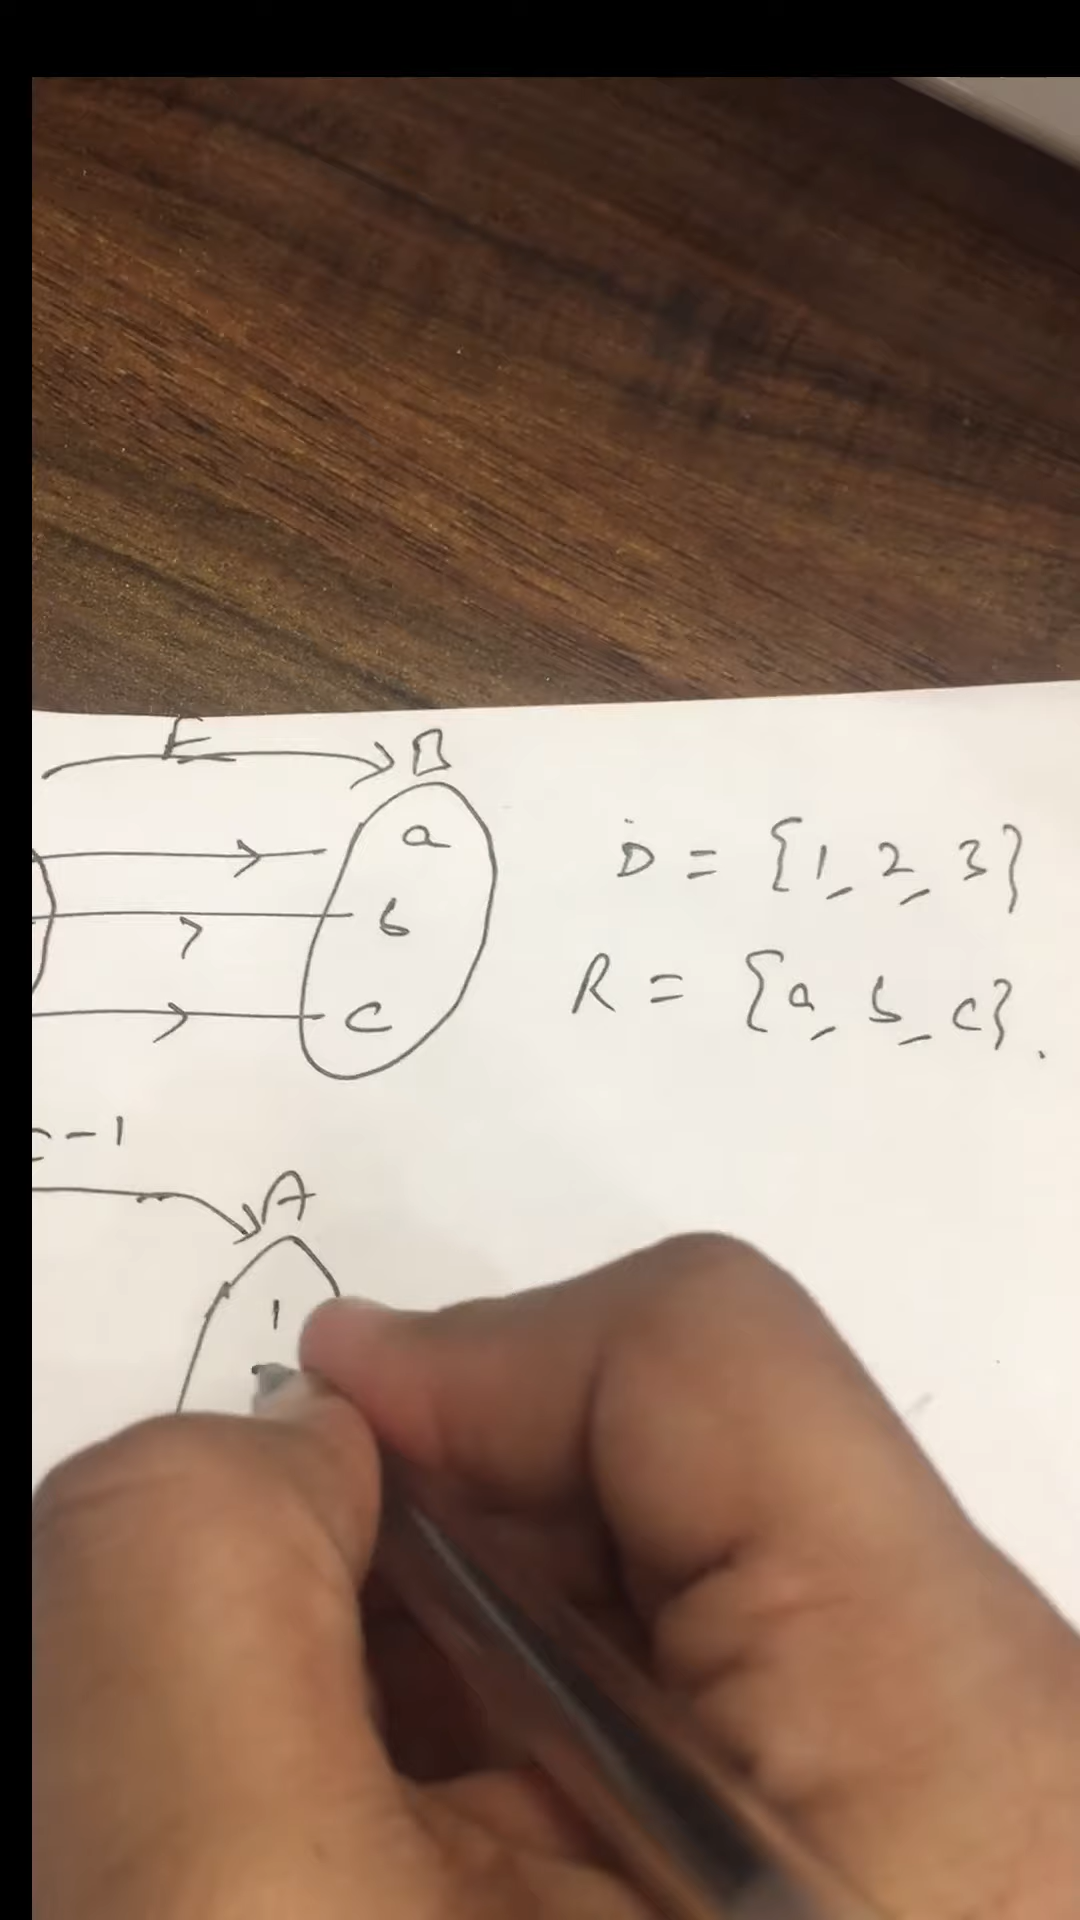 F
B
a
b
c
D = {1, 2, 3}
R = {a, b, c}.
-1
A
1